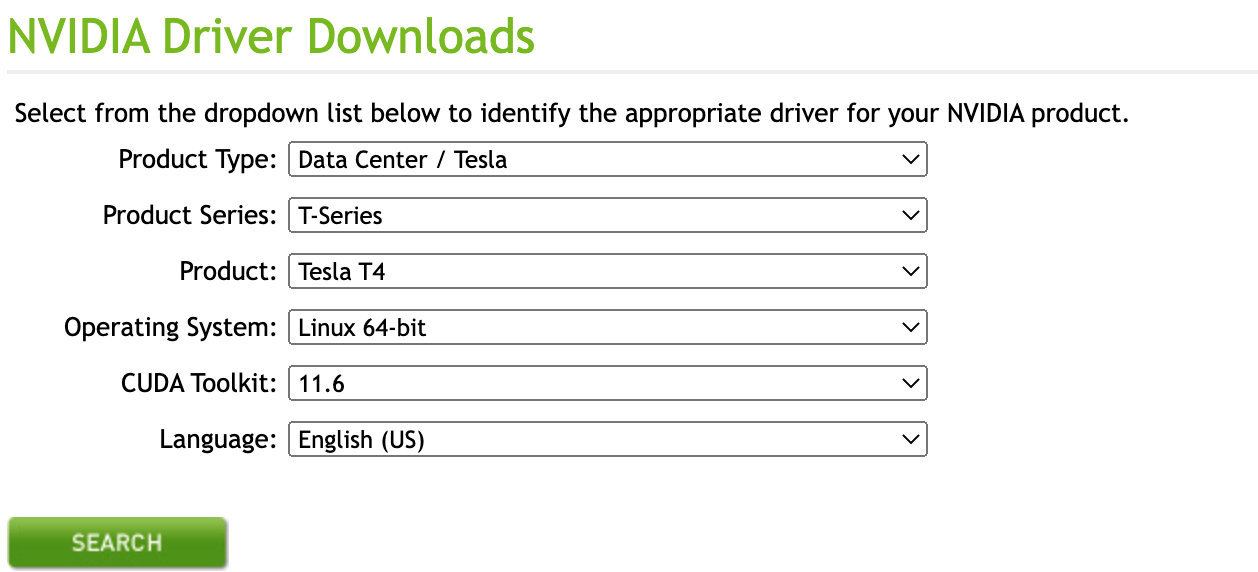 NVIDIA Driver Downloads
Select from the dropdown list below to identify the appropriate driver for your NVIDIA product.
Product Type: Data Center / Tesla
Product Series: T-Series
Product: Tesla T4
Operating System: Linux 64-bit
CUDA Toolkit: 11.6
Language: English (US)
SEARCH